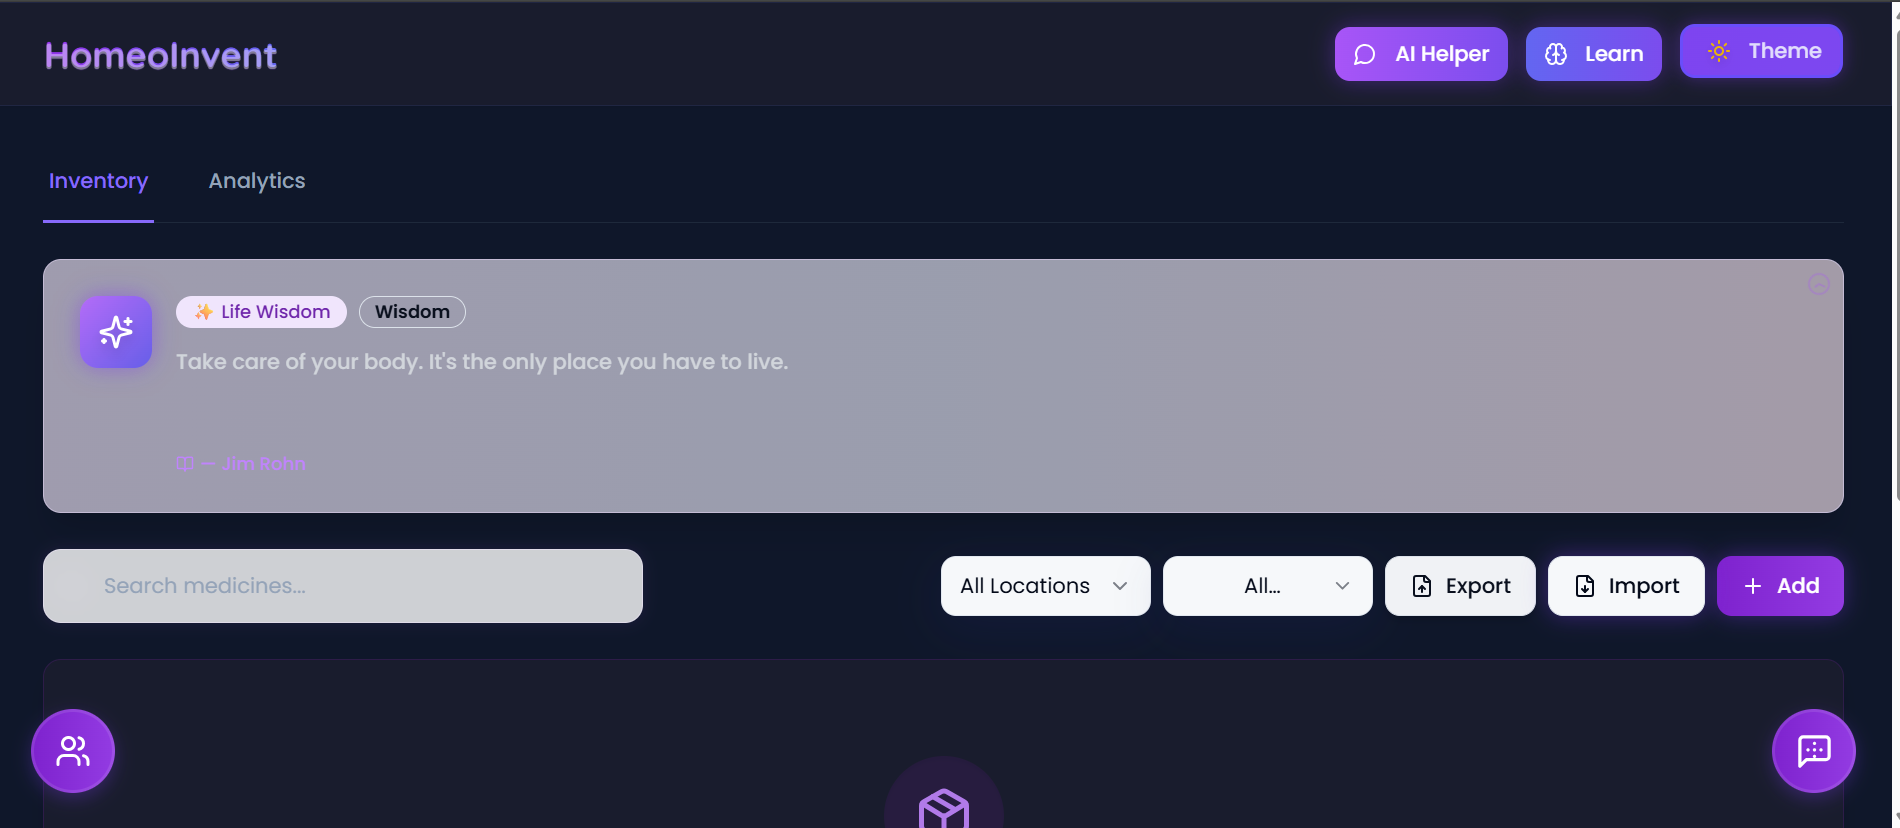 HomeoInvent
AI Helper
Learn
Theme
Inventory
Analytics
✨ Life Wisdom
Wisdom
Take care of your body. It's the only place you have to live.
— Jim Rohn
Search medicines...
All Locations
All...
Export
Import
+ Add